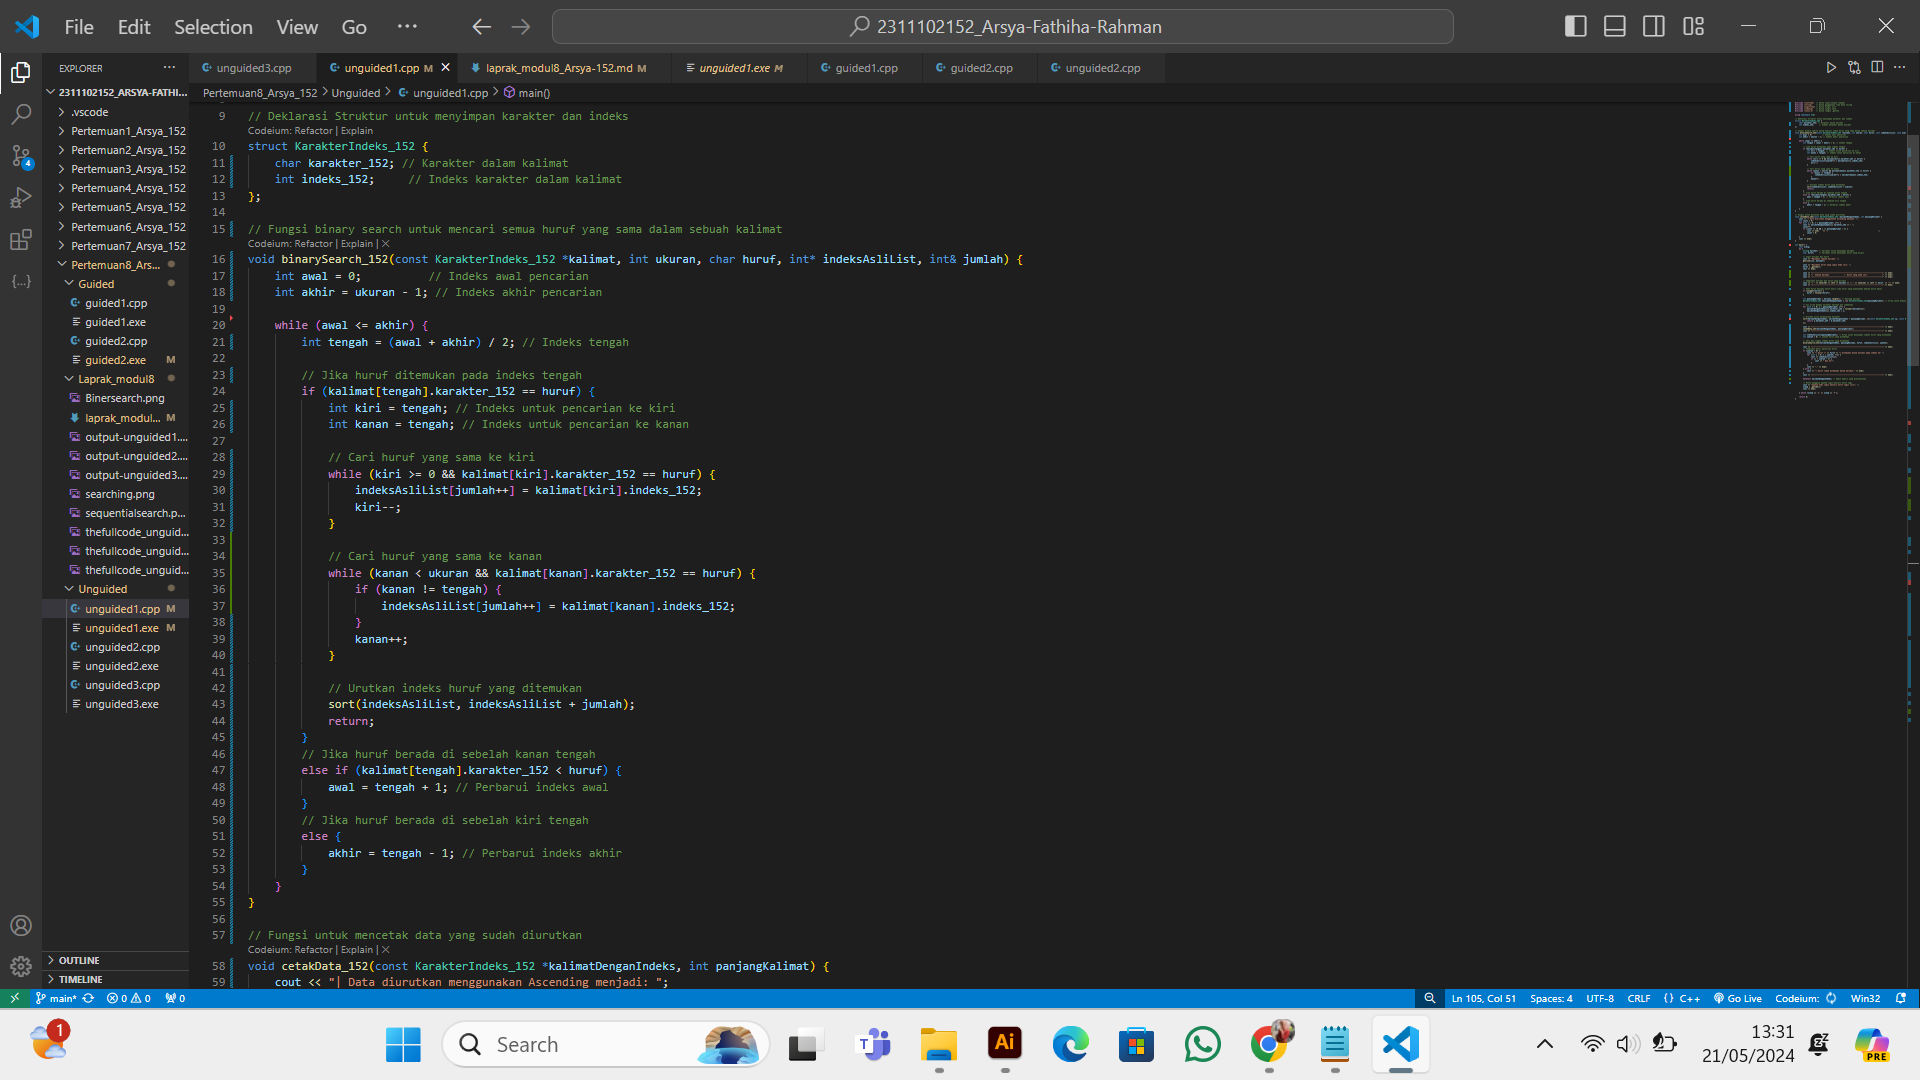 File Edit Selection View Go ...
2311102152_Arsya-Fathiha-Rahman
EXPLORER
unguided3.cpp
unguided1.cpp M
laprak_modul8_Arsya-152.md M
unguided1.exe M
guided1.cpp
guided2.cpp
unguided2.cpp
Pertemuan8_Arsya_152 > Unguided > unguided1.cpp > main()
2311102152_ARSYA-FATHI...
.vscode
Pertemuan1_Arsya_152
Pertemuan2_Arsya_152
Pertemuan3_Arsya_152
Pertemuan4_Arsya_152
Pertemuan5_Arsya_152
Pertemuan6_Arsya_152
Pertemuan7_Arsya_152
Pertemuan8_Ars...
Guided
guided1.cpp
guided1.exe
guided2.cpp
guided2.exe M
Laprak_modul8
Binersearch.png
laprak_modul... M
output-unguided1....
output-unguided2....
output-unguided3....
searching.png
sequentialsearch.p...
thefullcode_unguid...
thefullcode_unguid...
thefullcode_unguid...
Unguided
unguided1.cpp M
unguided1.exe M
unguided2.cpp
unguided2.exe
unguided3.cpp
unguided3.exe
OUTLINE
TIMELINE
4
9 // Deklarasi Struktur untuk menyimpan karakter dan indeks
Codeium: Refactor | Explain
10 struct KarakterIndeks_152 {
11 char karakter_152; // Karakter dalam kalimat
12 int indeks_152; // Indeks karakter dalam kalimat
13 };
14
15 // Fungsi binary search untuk mencari semua huruf yang sama dalam sebuah kalimat
Codeium: Refactor | Explain | X
16 void binarySearch_152(const KarakterIndeks_152 *kalimat, int ukuran, char huruf, int* indeksAsliList, int& jumlah) {
17 int awal = 0; // Indeks awal pencarian
18 int akhir = ukuran - 1; // Indeks akhir pencarian
19
20 while (awal <= akhir) {
21 int tengah = (awal + akhir) / 2; // Indeks tengah
22
23 // Jika huruf ditemukan pada indeks tengah
24 if (kalimat[tengah].karakter_152 == huruf) {
25 int kiri = tengah; // Indeks untuk pencarian ke kiri
26 int kanan = tengah; // Indeks untuk pencarian ke kanan
27
28 // Cari huruf yang sama ke kiri
29 while (kiri >= 0 && kalimat[kiri].karakter_152 == huruf) {
30 indeksAsliList[jumlah++] = kalimat[kiri].indeks_152;
31 kiri--;
32 }
33
34 // Cari huruf yang sama ke kanan
35 while (kanan < ukuran && kalimat[kanan].karakter_152 == huruf) {
36 if (kanan != tengah) {
37 indeksAsliList[jumlah++] = kalimat[kanan].indeks_152;
38 }
39 kanan++;
40 }
41
42 // Urutkan indeks huruf yang ditemukan
43 sort(indeksAsliList, indeksAsliList + jumlah);
44 return;
45 }
46 // Jika huruf berada di sebelah kanan tengah
47 else if (kalimat[tengah].karakter_152 < huruf) {
48 awal = tengah + 1; // Perbarui indeks awal
49 }
50 // Jika huruf berada di sebelah kiri tengah
51 else {
52 akhir = tengah - 1; // Perbarui indeks akhir
53 }
54 }
55 }
56
57 // Fungsi untuk mencetak data yang sudah diurutkan
Codeium: Refactor | Explain | X
58 void cetakData_152(const KarakterIndeks_152 *kalimatDenganIndeks, int panjangKalimat) {
59 cout << "| Data diurutkan menggunakan Ascending menjadi: ";
main* 0 0 0 Ln 105, Col 51 Spaces: 4 UTF-8 CRLF {} C++ Go Live Codeium: Win32
1
Search
Ai
13:31
21/05/2024
PRE